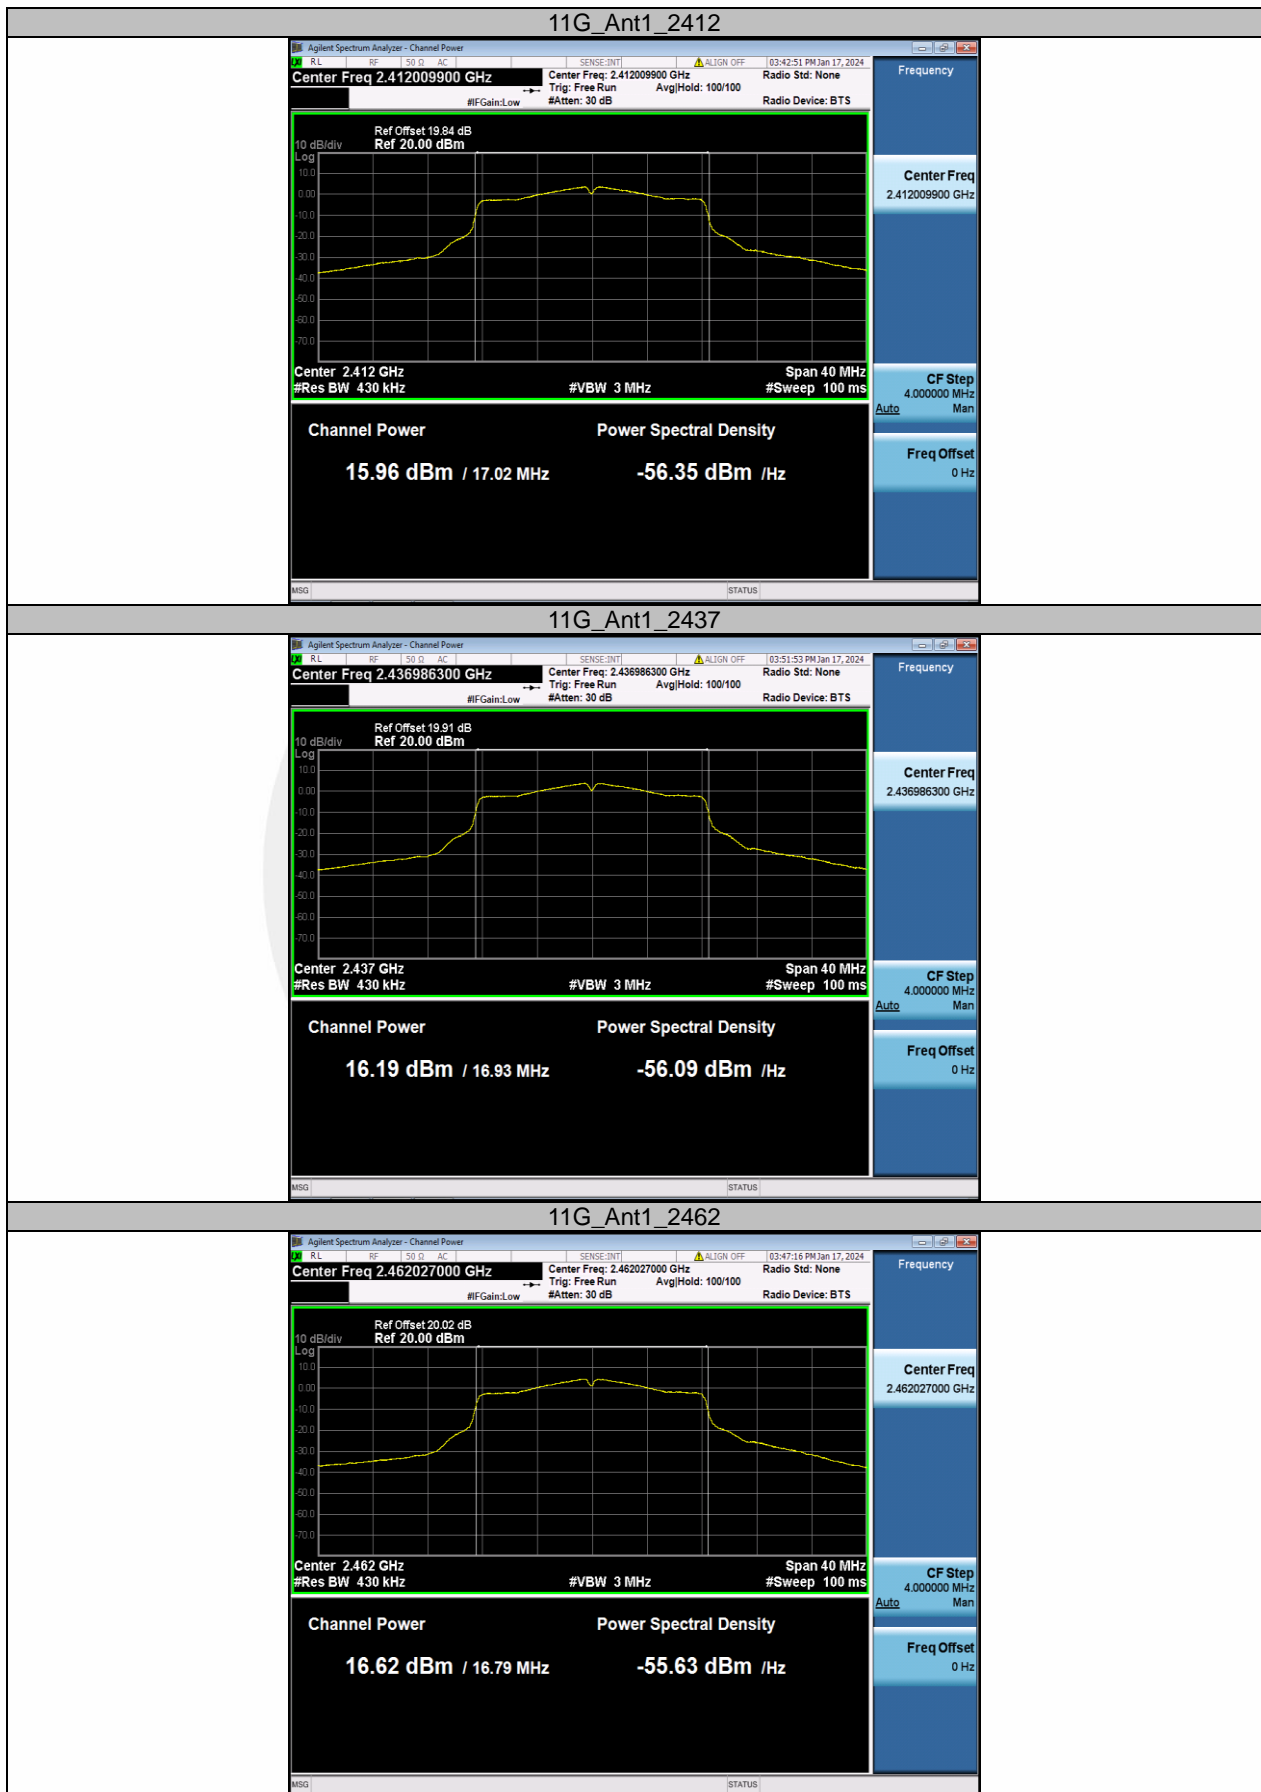 11G_Ant1_2412
Agilent Spectrum Analyzer - Channel Power
LXI RL RF 50 Ω AC SENSE:INT ALIGN OFF 03:42:51 PM Jan 17, 2024
Center Freq 2.412009900 GHz
Center Freq: 2.412009900 GHz
Radio Std: None
Trig: Free Run Avg|Hold: 100/100
#IFGain:Low #Atten: 30 dB Radio Device: BTS
Ref Offset 19.84 dB
10 dB/div Ref 20.00 dBm
Log
10.0
0.00
-10.0
-20.0
-30.0
-40.0
-50.0
-60.0
-70.0
Center 2.412 GHz Span 40 MHz
#Res BW 430 kHz #VBW 3 MHz #Sweep 100 ms
Channel Power Power Spectral Density
15.96 dBm / 17.02 MHz -56.35 dBm /Hz
MSG STATUS
Frequency
Center Freq
2.412009900 GHz
CF Step
4.000000 MHz
Auto Man
Freq Offset
0 Hz
11G_Ant1_2437
Agilent Spectrum Analyzer - Channel Power
LXI RL RF 50 Ω AC SENSE:INT ALIGN OFF 03:51:53 PM Jan 17, 2024
Center Freq 2.436986300 GHz
Center Freq: 2.436986300 GHz
Radio Std: None
Trig: Free Run Avg|Hold: 100/100
#IFGain:Low #Atten: 30 dB Radio Device: BTS
Ref Offset 19.91 dB
10 dB/div Ref 20.00 dBm
Log
10.0
0.00
-10.0
-20.0
-30.0
-40.0
-50.0
-60.0
-70.0
Center 2.437 GHz Span 40 MHz
#Res BW 430 kHz #VBW 3 MHz #Sweep 100 ms
Channel Power Power Spectral Density
16.19 dBm / 16.93 MHz -56.09 dBm /Hz
MSG STATUS
Frequency
Center Freq
2.436986300 GHz
CF Step
4.000000 MHz
Auto Man
Freq Offset
0 Hz
11G_Ant1_2462
Agilent Spectrum Analyzer - Channel Power
LXI RL RF 50 Ω AC SENSE:INT ALIGN OFF 03:47:16 PM Jan 17, 2024
Center Freq 2.462027000 GHz
Center Freq: 2.462027000 GHz
Radio Std: None
Trig: Free Run Avg|Hold: 100/100
#IFGain:Low #Atten: 30 dB Radio Device: BTS
Ref Offset 20.02 dB
10 dB/div Ref 20.00 dBm
Log
10.0
0.00
-10.0
-20.0
-30.0
-40.0
-50.0
-60.0
-70.0
Center 2.462 GHz Span 40 MHz
#Res BW 430 kHz #VBW 3 MHz #Sweep 100 ms
Channel Power Power Spectral Density
16.62 dBm / 16.79 MHz -55.63 dBm /Hz
MSG STATUS
Frequency
Center Freq
2.462027000 GHz
CF Step
4.000000 MHz
Auto Man
Freq Offset
0 Hz